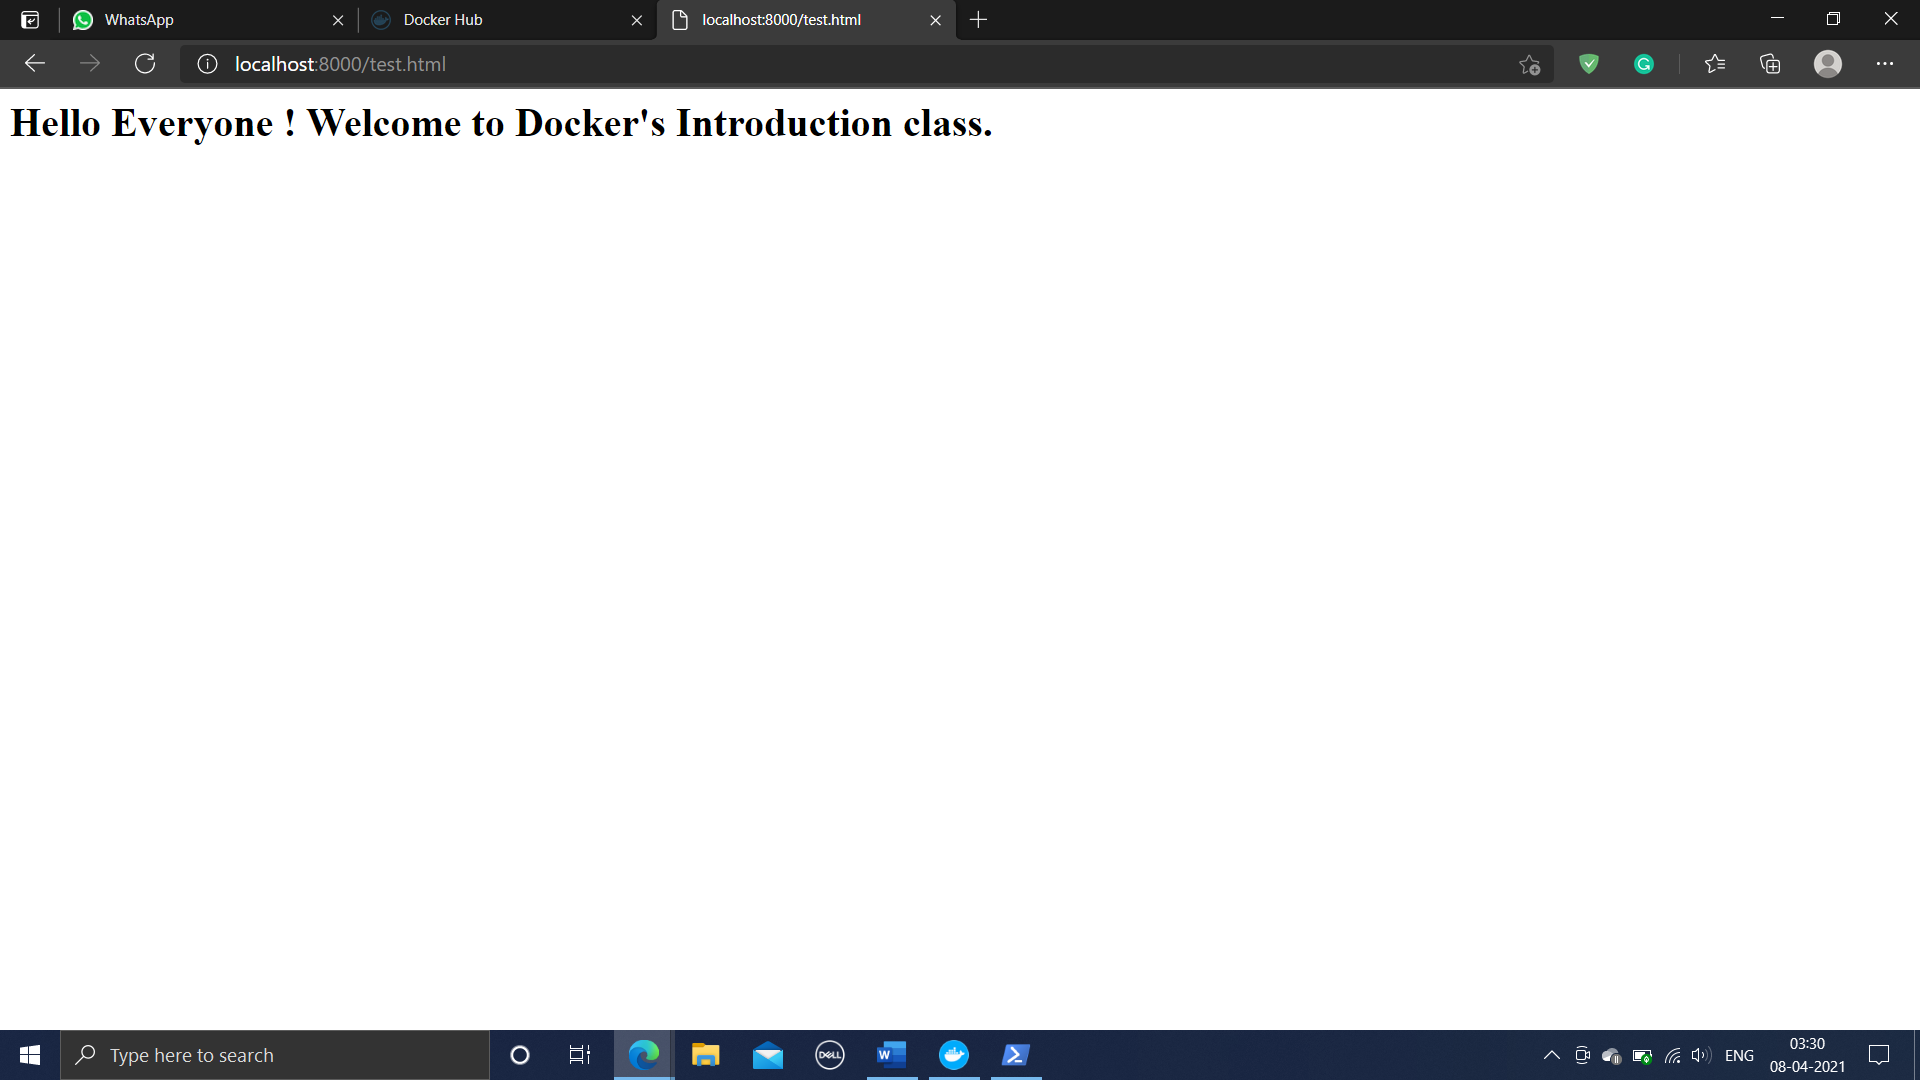 WhatsApp
Docker Hub
localhost:8000/test.html
localhost:8000/test.html
Hello Everyone ! Welcome to Docker's Introduction class.
Type here to search
DELL
W
ENG
03:30
08-04-2021